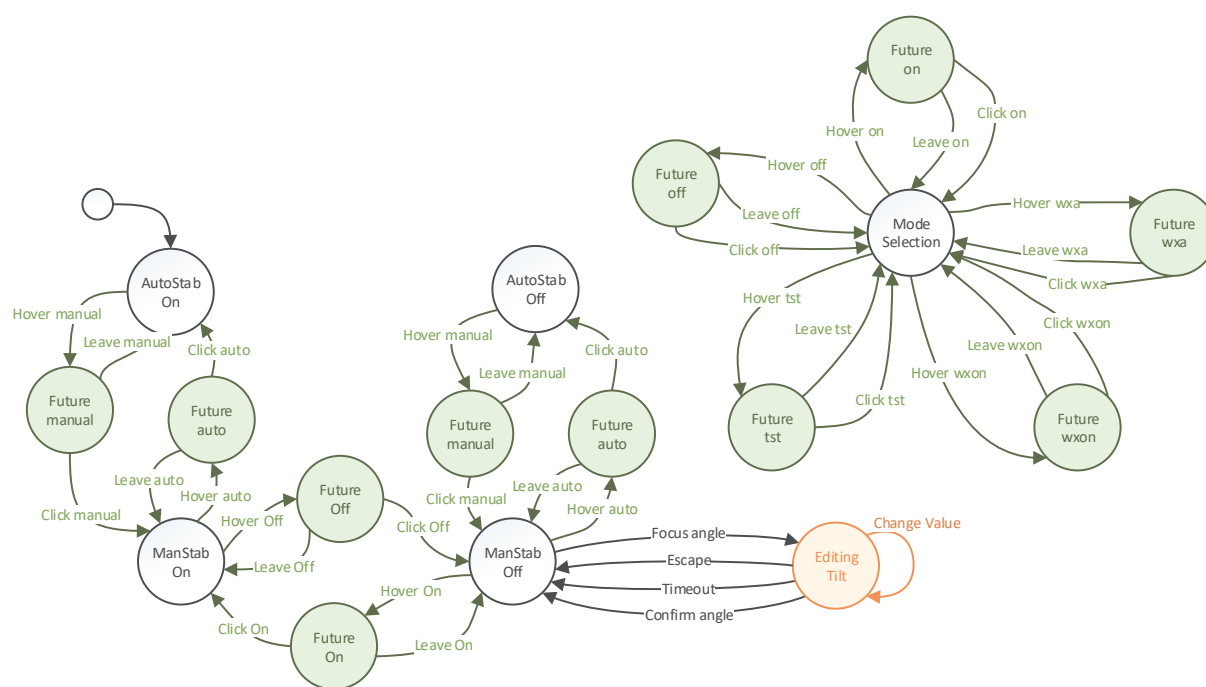 Future
on
Click on
Hover on
Leave on
Future
off
Hover off
Leave off
Click off
Mode
Selection
Hover wxa
Future
wxa
Leave wxa
Click wxa
Hover tst
Leave tst
Click tst
Future
tst
Click wxon
Leave wxon
Hover wxon
Future
wxon
AutoStab
On
Hover manual
Leave manual
Click auto
Future
manual
Future
auto
Click manual
Leave auto
Hover auto
ManStab
On
Hover Off
Leave Off
Future
Off
Click Off
AutoStab
Off
Hover manual
Leave manual
Click auto
Future
manual
Future
auto
Click manual
Leave auto
Hover auto
ManStab
Off
Hover On
Click On
Leave On
Future
On
Focus angle
Escape
Timeout
Confirm angle
Editing
Tilt
Change Value